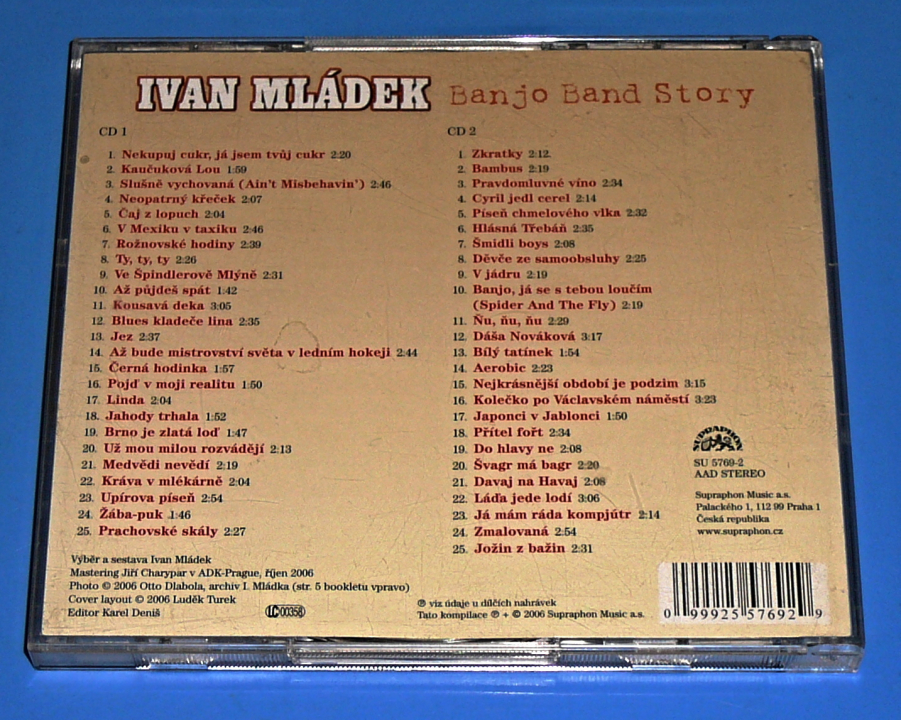 IVAN MLÁDEK Banjo Band Story
CD 1
1. Nekupuj cukr, já jsem tvůj cukr 2:20
2. Kaučuková Lou 1:59
3. Slušně vychovaná (Ain't Misbehavin') 2:46
4. Neopatrný křeček 2:07
5. Čaj z lopuch 2:04
6. V Mexiku v taxiku 2:46
7. Rožnovské hodiny 2:39
8. Ty, ty, ty 2:26
9. Ve Špindlerově Mlýně 2:31
10. Až půjdeš spát 1:42
11. Kousavá deka 3:05
12. Blues kladeče lina 2:35
13. Jez 2:37
14. Až bude mistrovství světa v ledním hokeji 2:44
15. Černá hodinka 1:57
16. Pojď v moji realitu 1:50
17. Linda 2:04
18. Jahody trhala 1:52
19. Brno je zlatá loď 1:47
20. Už mou milou rozvádějí 2:13
21. Medvědi nevědí 2:19
22. Kráva v mlékárně 2:04
23. Upírova píseň 2:54
24. Žába-puk 1:46
25. Prachovské skály 2:27
CD 2
1. Zkratky 2:12
2. Bambus 2:19
3. Pravdomluvné víno 2:34
4. Cyril jedl cerel 2:14
5. Píseň chmelového vlka 2:32
6. Hlásná Třebáň 2:35
7. Šmidli boys 2:08
8. Děvče ze samoobsluhy 2:25
9. V jádru 2:19
10. Banjo, já se s tebou loučím
(Spider And The Fly) 2:19
11. Ňu, ňu, ňu 2:29
12. Dáša Nováková 3:17
13. Bílý tatínek 1:54
14. Aerobic 2:23
15. Nejkrásnější období je podzim 3:15
16. Kolečko po Václavském náměstí 3:23
17. Japonci v Jablonci 1:50
18. Přítel fořt 2:34
19. Do hlavy ne 2:08
20. Švagr má bagr 2:20
21. Davaj na Havaj 2:08
22. Láďa jede lodí 3:06
23. Já mám ráda kompjútr 2:14
24. Zmalovaná 2:54
25. Jožin z bažin 2:31
SUPRAPHON
SU 5769-2
AAD STEREO
Supraphon Music a.s.
Palackého 1, 112 99 Praha 1
Česká republika
www.supraphon.cz
Výběr a sestava Ivan Mládek
Mastering Jiří Charypar v ADK-Prague, říjen 2006
Photo © 2006 Otto Dlabola, archiv I. Mládka (str. 5 bookletu vpravo)
Cover layout © 2006 Luděk Turek
Editor Karel Deniš
LC 00358
℗ viz údaje u dílčích nahrávek
Tato kompilace ℗ + © 2006 Supraphon Music a.s.
0 99925 57692 9